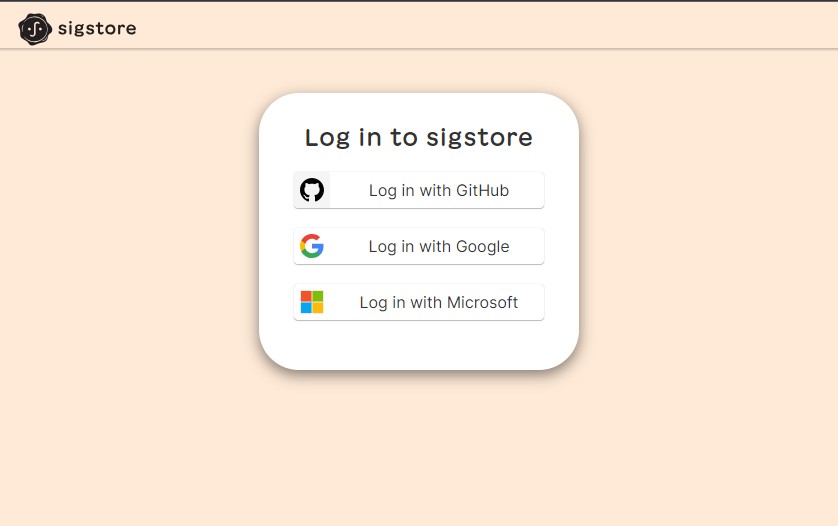 sigstore
Log in to sigstore
Log in with GitHub
Log in with Google
Log in with Microsoft